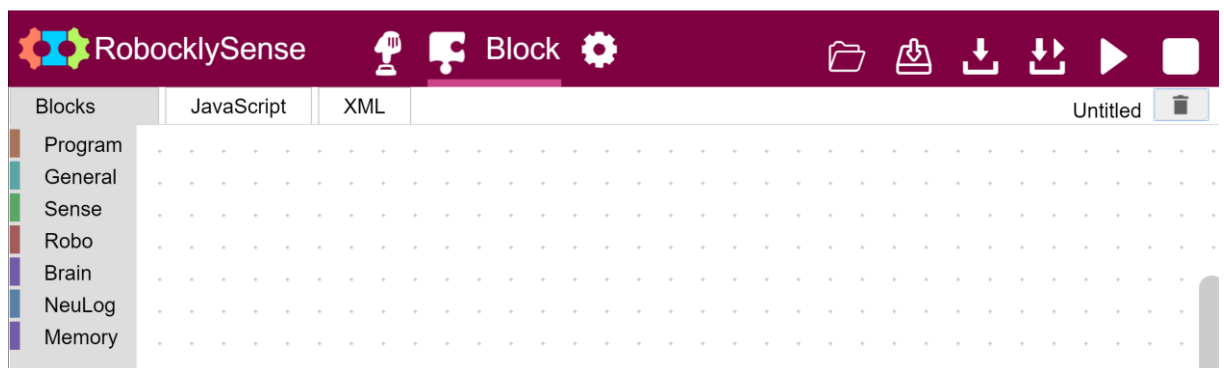 RobocklySense Block
Blocks JavaScript XML Untitled
Program
General
Sense
Robo
Brain
NeuLog
Memory